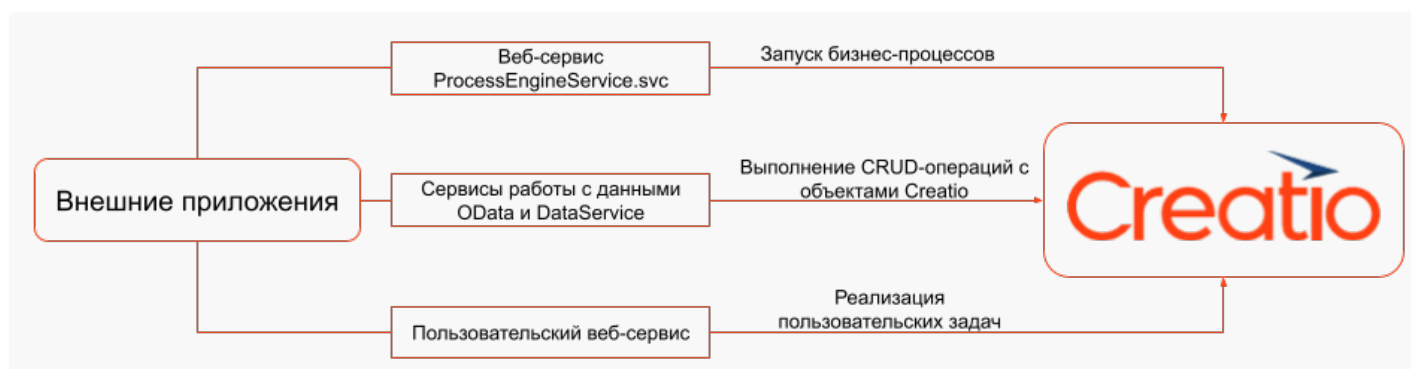 Веб-сервис
ProcessEngineService.svc
Запуск бизнес-процессов
Внешние приложения
Сервисы работы с данными
OData и DataService
Выполнение CRUD-операций с
объектами Creatio
Creatio
Пользовательский веб-сервис
Реализация
пользовательских задач